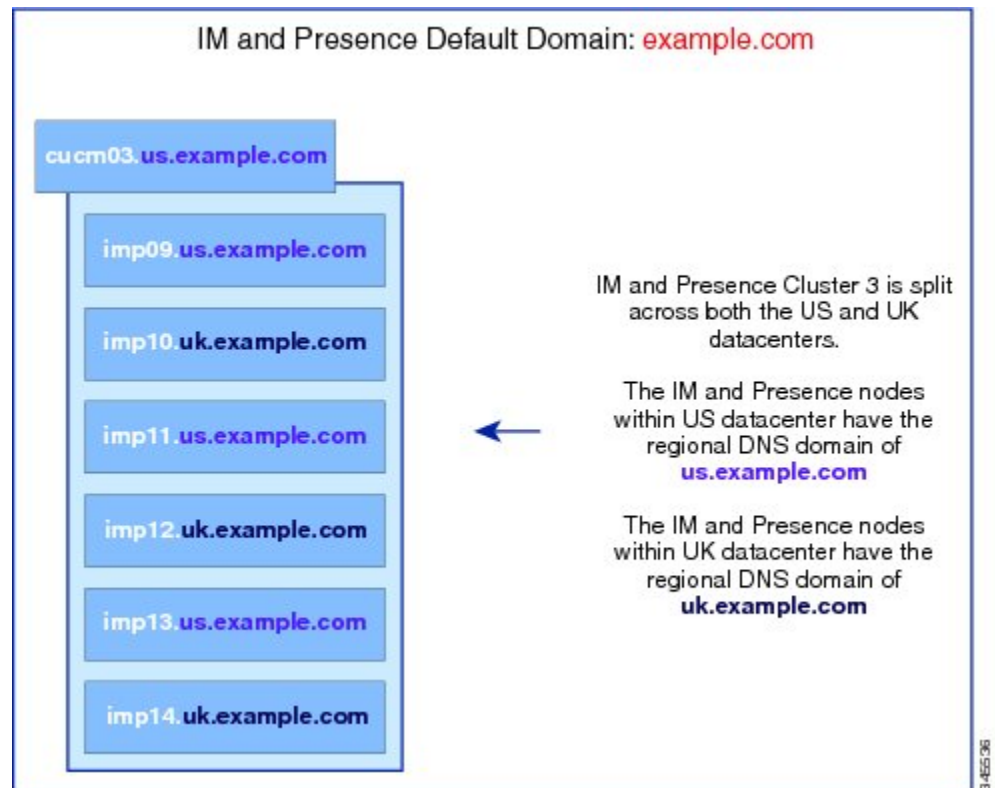 IM and Presence Default Domain: example.com
cucm03.us.example.com
imp09.us.example.com
imp10.uk.example.com
imp11.us.example.com
imp12.uk.example.com
imp13.us.example.com
imp14.uk.example.com
IM and Presence Cluster 3 is split
across both the US and UK
datacenters.
The IM and Presence nodes
within US datacenter have the
regional DNS domain of
us.example.com
The IM and Presence nodes
within UK datacenter have the
regional DNS domain of
uk.example.com
345536